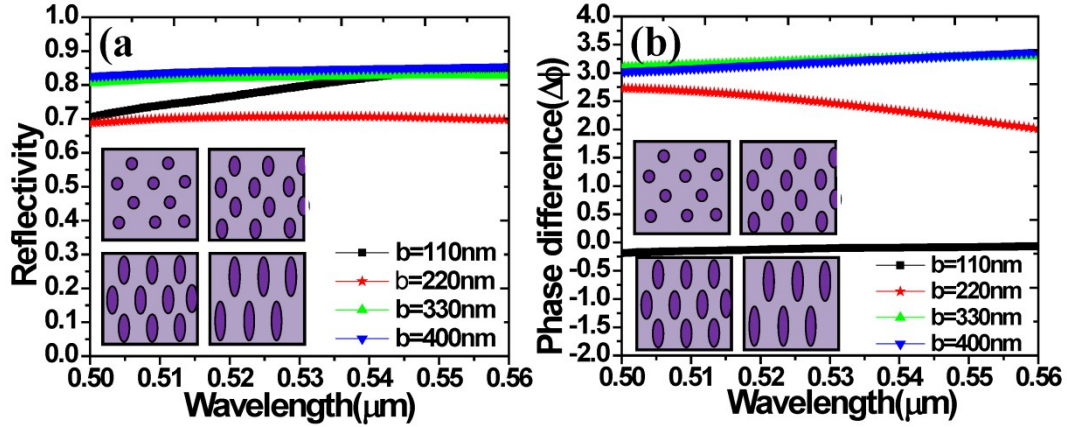 (a
Reflectivity
1.0
0.9
0.8
0.7
0.6
0.5
0.4
0.3
0.2
0.1
0.0
b=110nm
b=220nm
b=330nm
b=400nm
0.50 0.51 0.52 0.53 0.54 0.55 0.56
Wavelength(μm)
(b)
Phase difference(Δϕ)
4.0
3.5
3.0
2.5
2.0
1.5
1.0
0.5
0.0
-0.5
-1.0
-1.5
-2.0
b=110nm
b=220nm
b=330nm
b=400nm
0.50 0.51 0.52 0.53 0.54 0.55 0.56
Wavelength(μm)